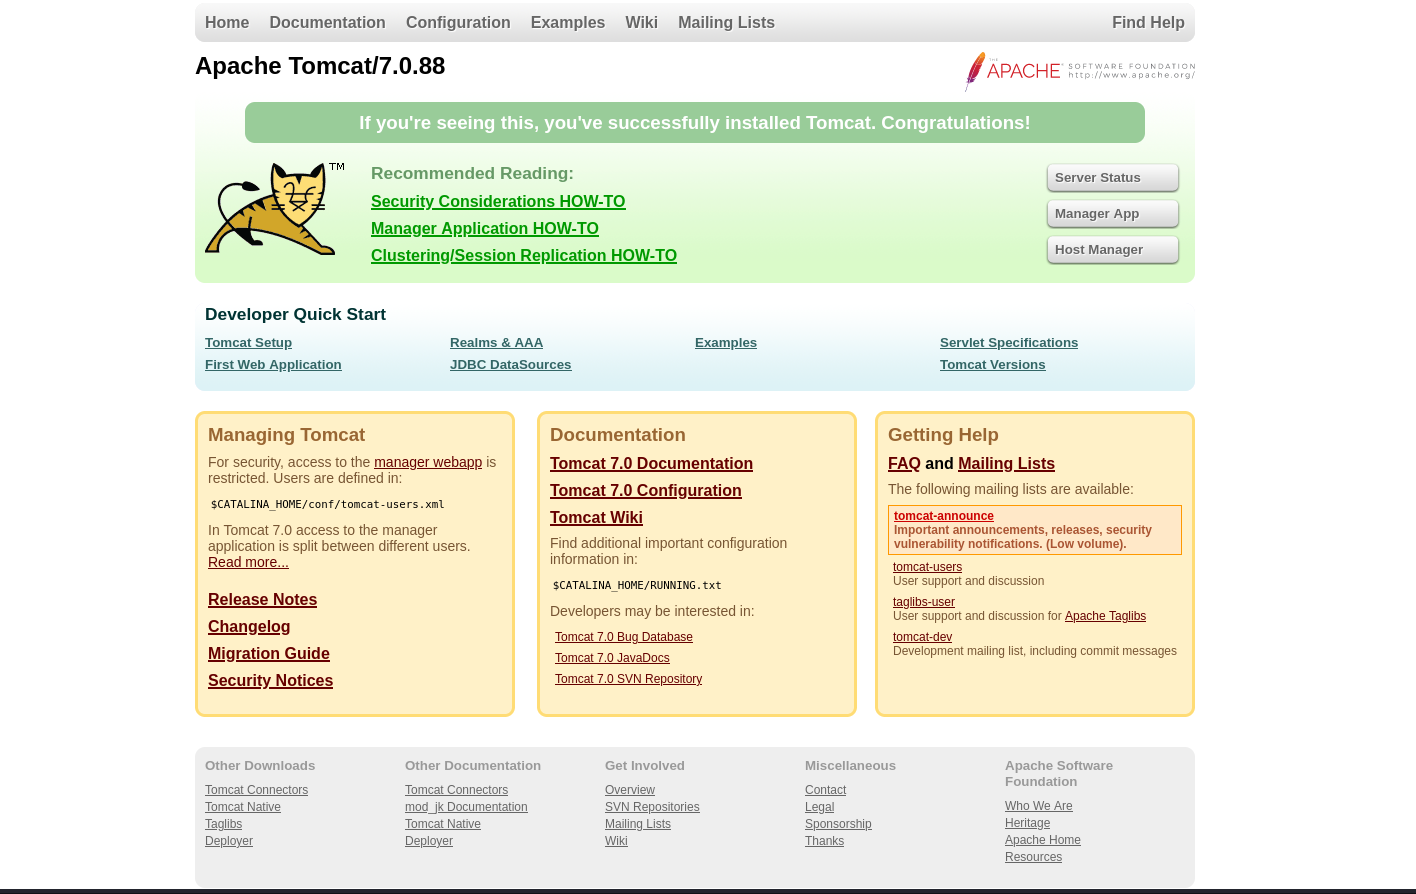 Home Documentation Configuration Examples Wiki Mailing Lists Find Help
Apache Tomcat/7.0.88
THE APACHE SOFTWARE FOUNDATION
http://www.apache.org/
If you're seeing this, you've successfully installed Tomcat. Congratulations!
TM
Recommended Reading:
Security Considerations HOW-TO
Manager Application HOW-TO
Clustering/Session Replication HOW-TO
Server Status
Manager App
Host Manager
Developer Quick Start
Tomcat Setup
First Web Application
Realms & AAA
JDBC DataSources
Examples
Servlet Specifications
Tomcat Versions
Managing Tomcat
For security, access to the manager webapp is
restricted. Users are defined in:
$CATALINA_HOME/conf/tomcat-users.xml
In Tomcat 7.0 access to the manager
application is split between different users.
Read more...
Release Notes
Changelog
Migration Guide
Security Notices
Documentation
Tomcat 7.0 Documentation
Tomcat 7.0 Configuration
Tomcat Wiki
Find additional important configuration
information in:
$CATALINA_HOME/RUNNING.txt
Developers may be interested in:
Tomcat 7.0 Bug Database
Tomcat 7.0 JavaDocs
Tomcat 7.0 SVN Repository
Getting Help
FAQ and Mailing Lists
The following mailing lists are available:
tomcat-announce
Important announcements, releases, security
vulnerability notifications. (Low volume).
tomcat-users
User support and discussion
taglibs-user
User support and discussion for Apache Taglibs
tomcat-dev
Development mailing list, including commit messages
Other Downloads
Tomcat Connectors
Tomcat Native
Taglibs
Deployer
Other Documentation
Tomcat Connectors
mod_jk Documentation
Tomcat Native
Deployer
Get Involved
Overview
SVN Repositories
Mailing Lists
Wiki
Miscellaneous
Contact
Legal
Sponsorship
Thanks
Apache Software
Foundation
Who We Are
Heritage
Apache Home
Resources